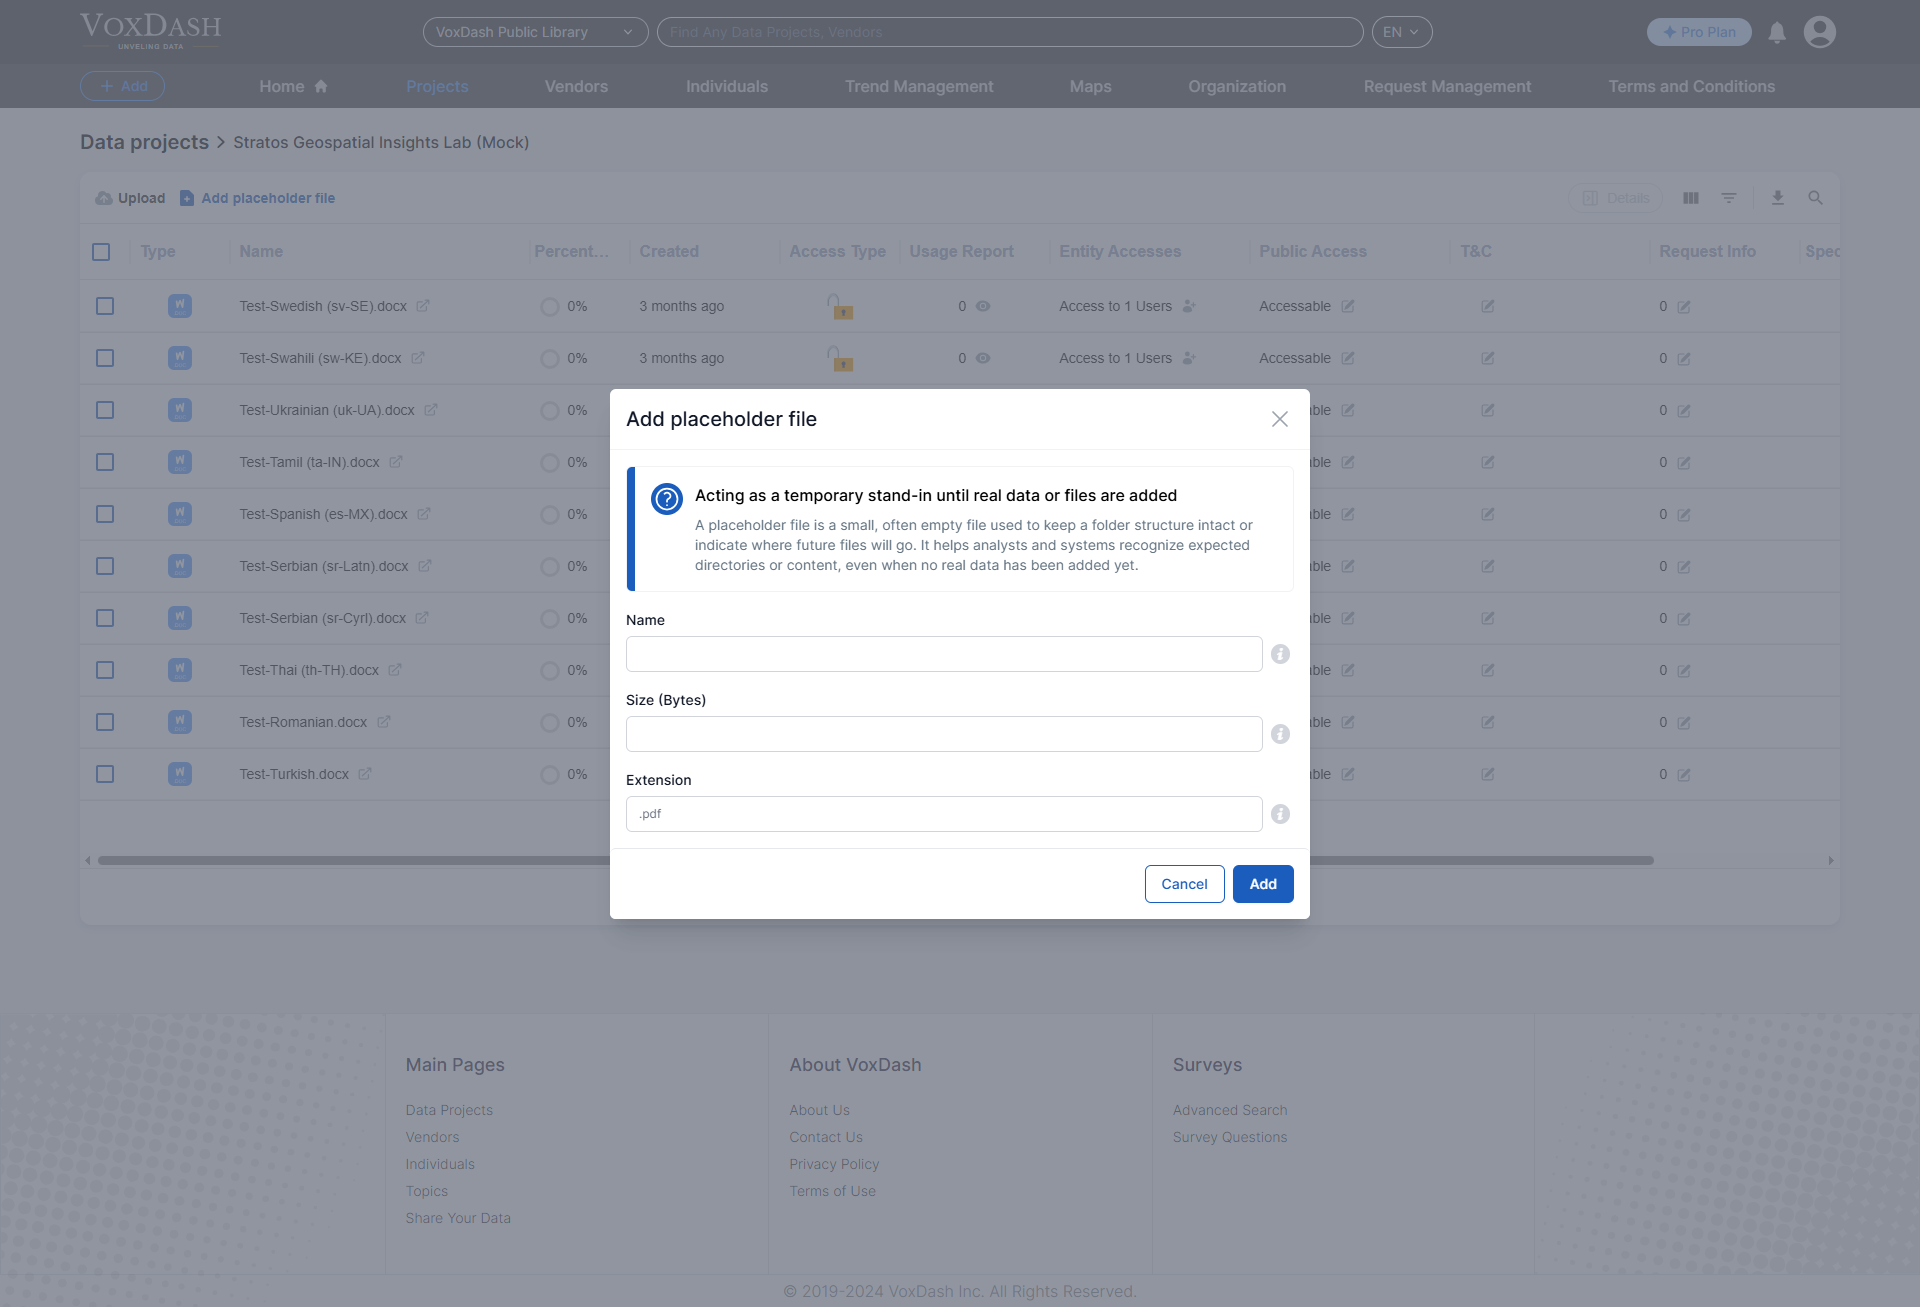 VOXDASH
UNVELING DATA
VoxDash Public Library
Find Any Data Projects, Vendors
EN
Pro Plan
Add
Home
Projects
Vendors
Individuals
Trend Management
Maps
Organization
Request Management
Terms and Conditions
Data projects > Stratos Geospatial Insights Lab (Mock)
Upload
Add placeholder file
Details
Type Name Percent... Created Access Type Usage Report Entity Accesses Public Access T&C Request Info Spec
Test-Swedish (sv-SE).docx 0% 3 months ago 0 Access to 1 Users Accessable 0
Test-Swahili (sw-KE).docx 0% 3 months ago 0 Access to 1 Users Accessable 0
Test-Ukrainian (uk-UA).docx 0% ble 0
Test-Tamil (ta-IN).docx 0% ble 0
Test-Spanish (es-MX).docx 0% ble 0
Test-Serbian (sr-Latn).docx 0% ble 0
Test-Serbian (sr-Cyrl).docx 0% ble 0
Test-Thai (th-TH).docx 0% ble 0
Test-Romanian.docx 0% ble 0
Test-Turkish.docx 0% ble 0
Add placeholder file
Acting as a temporary stand-in until real data or files are added
A placeholder file is a small, often empty file used to keep a folder structure intact or
indicate where future files will go. It helps analysts and systems recognize expected
directories or content, even when no real data has been added yet.
Name
Size (Bytes)
Extension
.pdf
Cancel
Add
Main Pages
Data Projects
Vendors
Individuals
Topics
Share Your Data
About VoxDash
About Us
Contact Us
Privacy Policy
Terms of Use
Surveys
Advanced Search
Survey Questions
© 2019-2024 VoxDash Inc. All Rights Reserved.